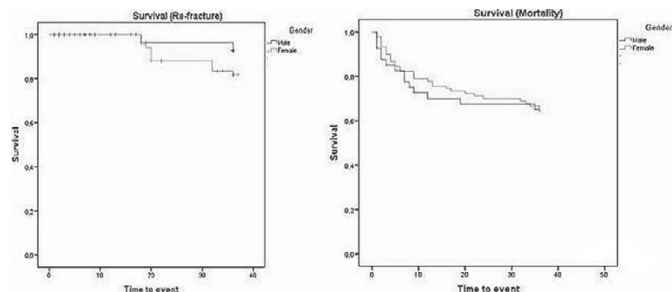 Survival (Re-fracture)
Gender
Male
Female
Survival
1,0
0,8
0,6
0,4
0,2
0,0
0
10
20
30
40
Time to event
Survival (Mortality)
Gender
Male
Female
Survival
1,0
0,8
0,6
0,4
0,2
0,0
0
10
20
30
40
50
Time to event